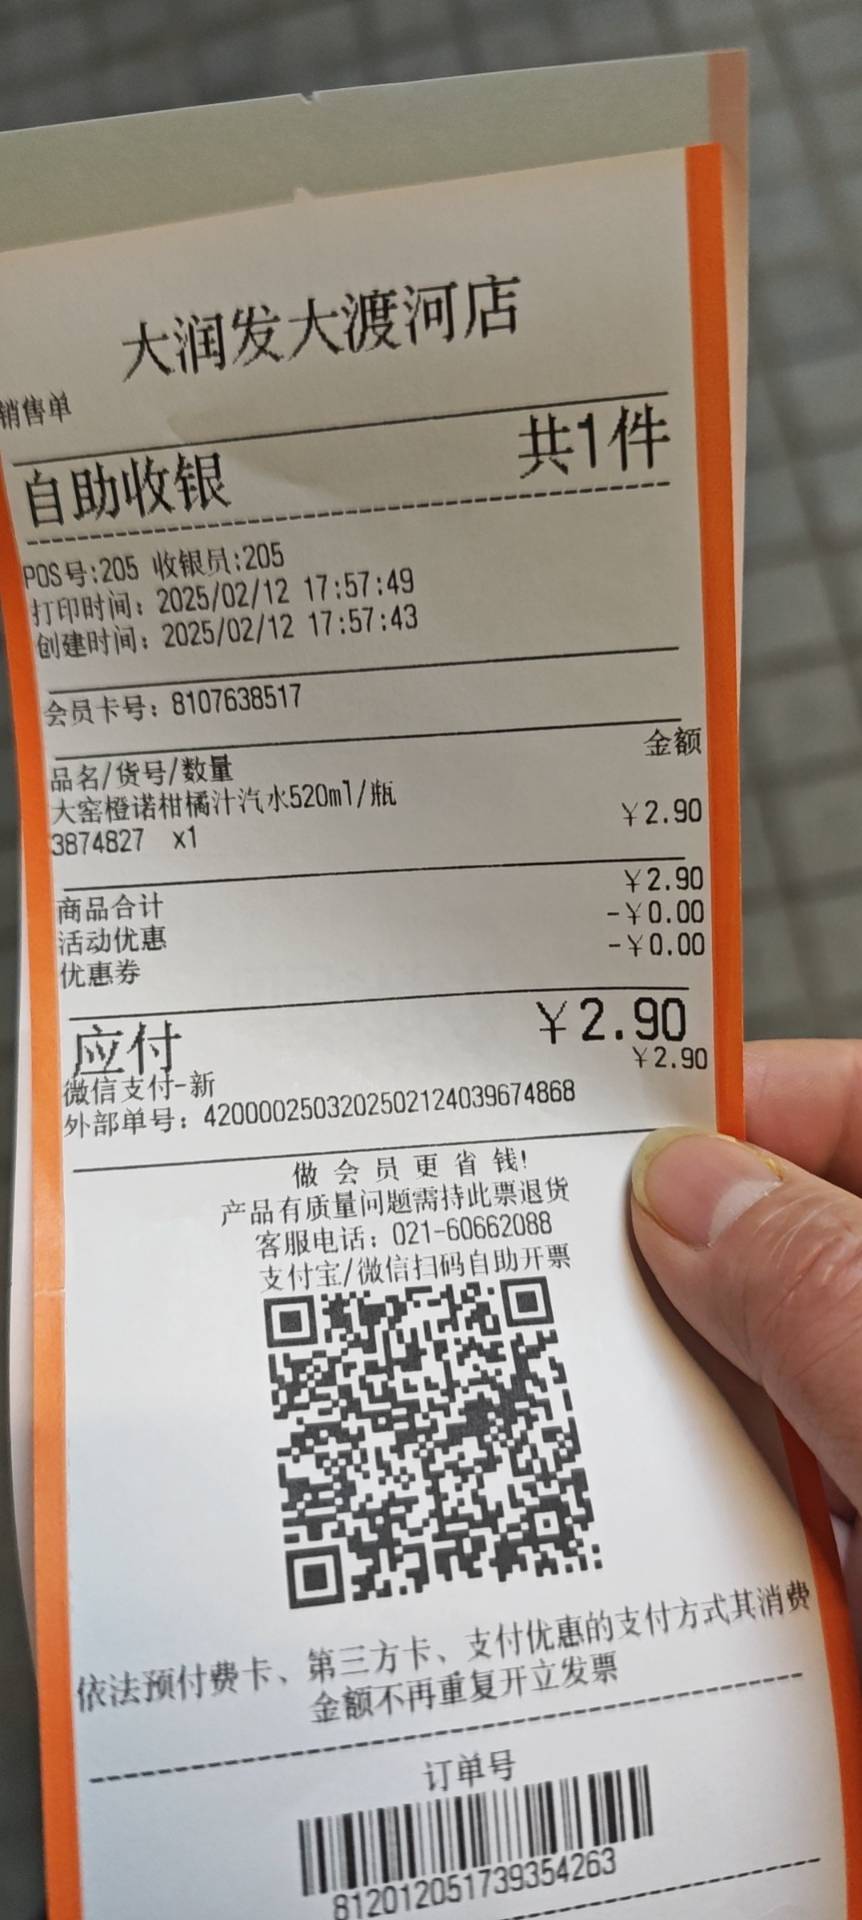 大润发大渡河店
销售单
自助收银 共1件
POS号:205 收银员:205
打印时间：2025/02/12 17:57:49
创建时间：2025/02/12 17:57:43
会员卡号：8107638517
金额
品名/货号/数量
大窑橙诺柑橘汁汽水520ml/瓶
3874827 x1 ￥2.90
商品合计 ￥2.90
活动优惠 -￥0.00
优惠券 -￥0.00
应付 ￥2.90
微信支付-新 ￥2.90
外部单号：4200002503202502124039674868
做会员更省钱!
产品有质量问题需持此票退货
客服电话：021-60662088
支付宝/微信扫码自助开票
依法预付费卡、第三方卡、支付优惠的支付方式其消费
金额不再重复开立发票
订单号
812012051739354263